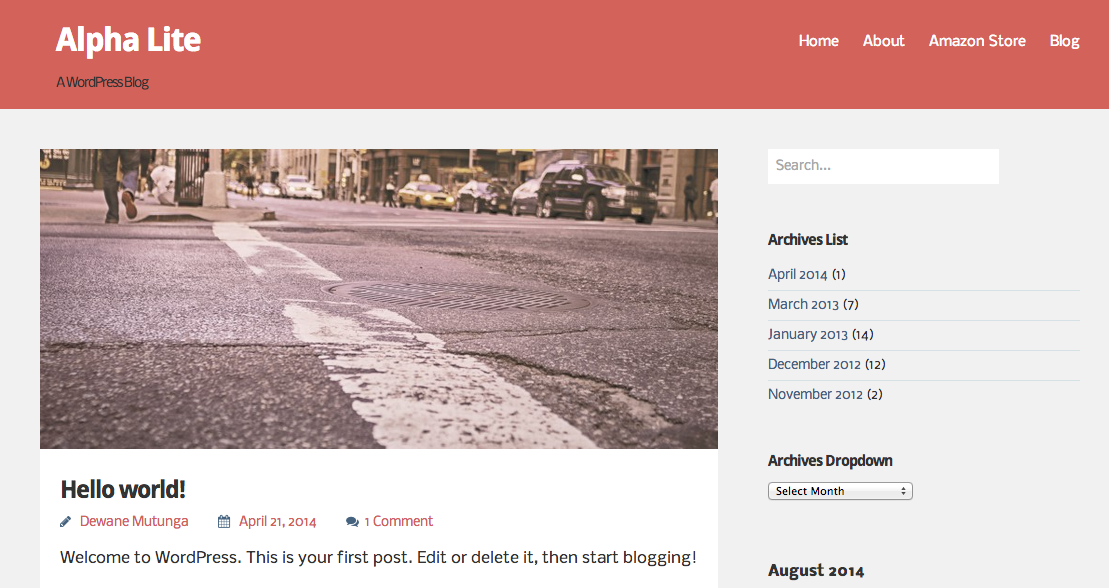 Alpha Lite
A WordPress Blog
Home About Amazon Store Blog
Search...
Archives List
April 2014 (1)
March 2013 (7)
January 2013 (14)
December 2012 (12)
November 2012 (2)
Archives Dropdown
Select Month
August 2014
Hello world!
Dewane Mutunga April 21, 2014 1 Comment
Welcome to WordPress. This is your first post. Edit or delete it, then start blogging!